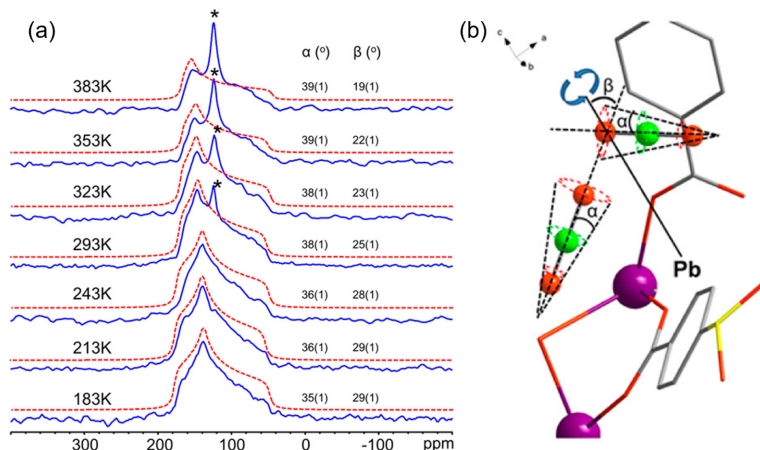 (a)
α (°) β (°)
*
383K 39(1) 19(1)
*
353K 39(1) 22(1)
*
323K 38(1) 23(1)
*
293K 38(1) 25(1)
243K 36(1) 28(1)
213K 36(1) 29(1)
183K 35(1) 29(1)
300 200 100 0 -100 ppm
(b)
c a
b
β
α
α
Pb